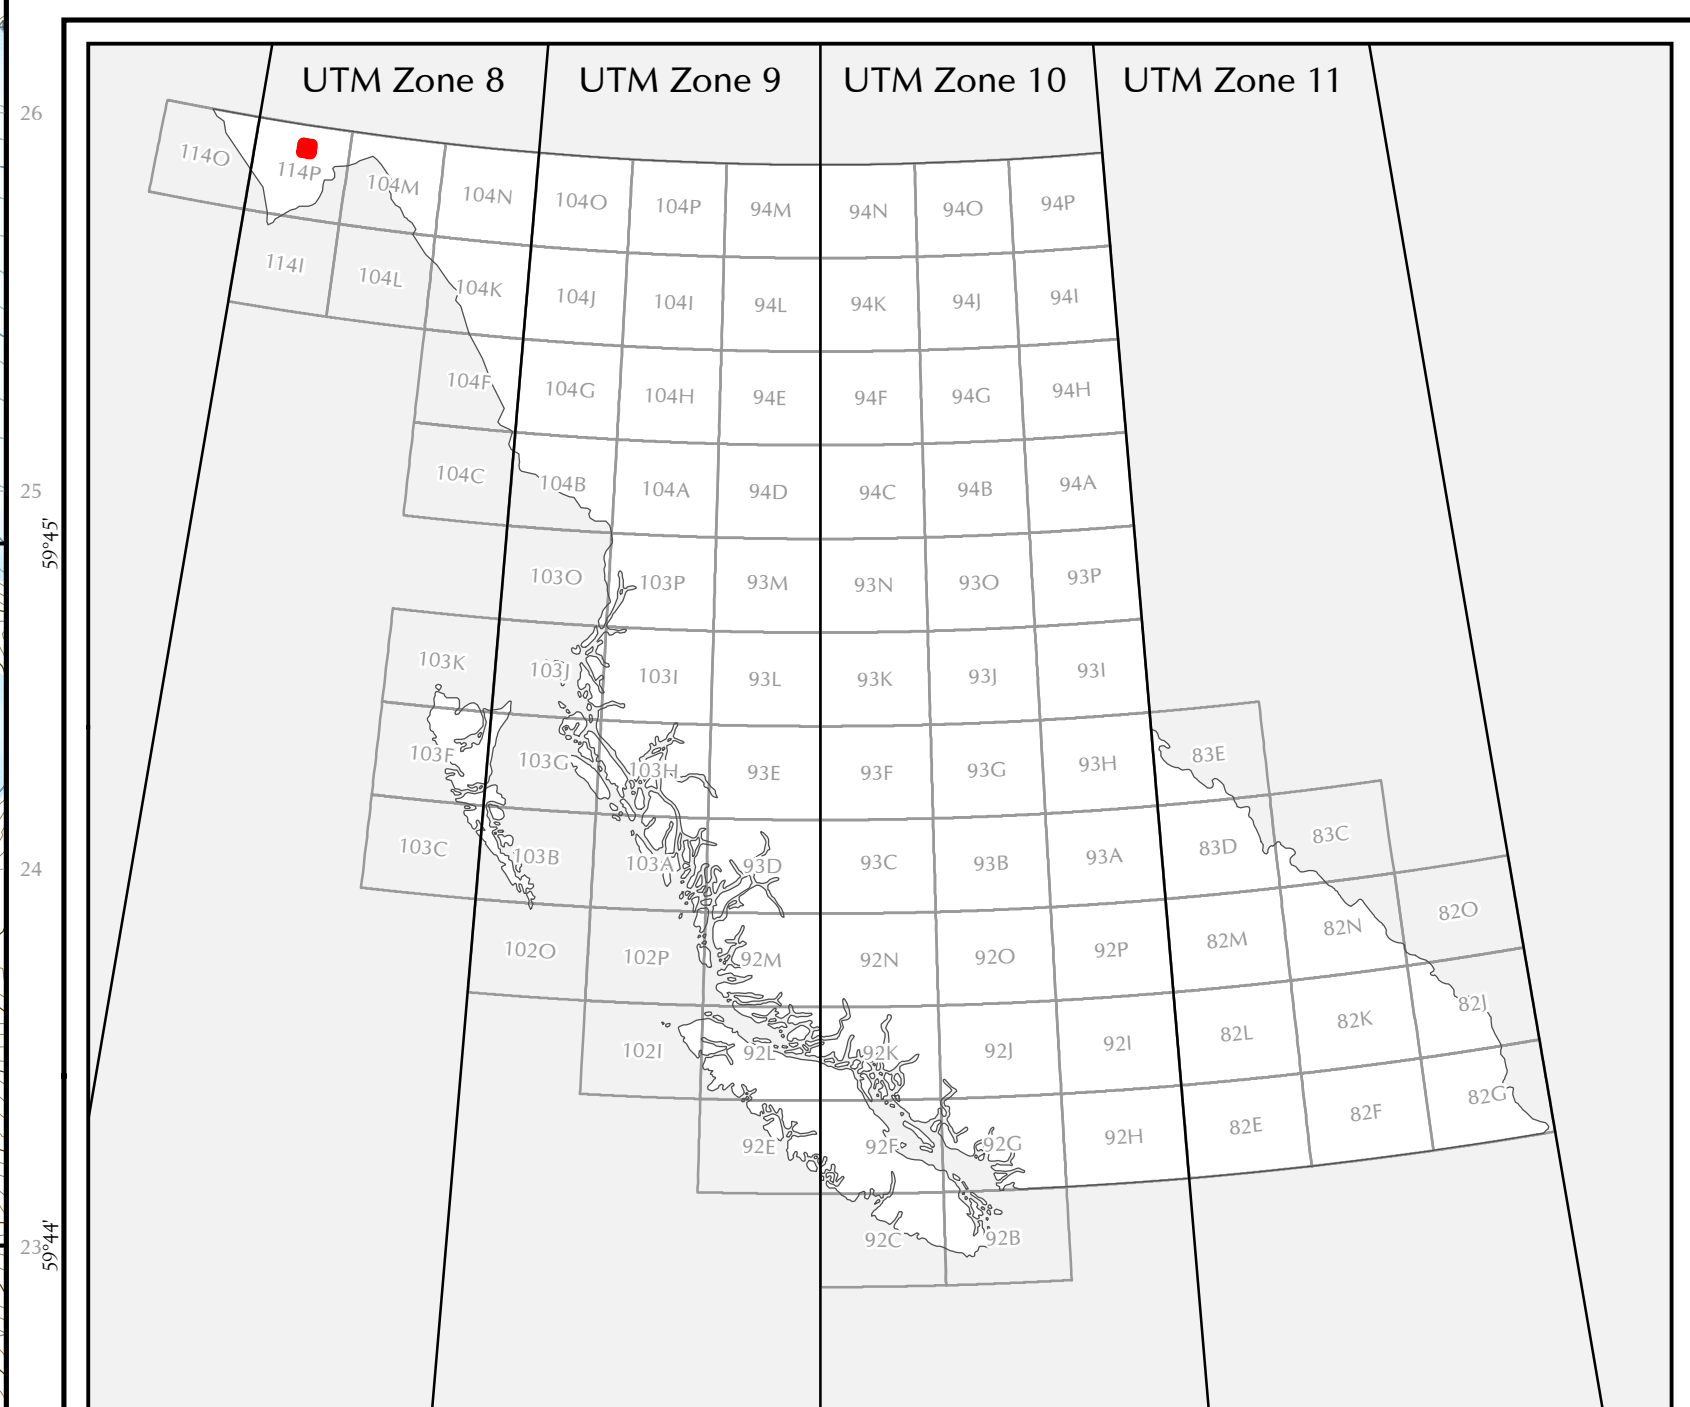 UTM Zone 8 UTM Zone 9 UTM Zone 10 UTM Zone 11
26
114O 114P 104M 104N 104O 104P 94M 94N 94O 94P
114I 104L 104K 104J 104I 94L 94K 94J 94I
104F 104G 104H 94E 94F 94G 94H
25
104C 104B 104A 94D 94C 94B 94A
59°45'
103O 103P 93M 93N 93O 93P
103K 103J 103I 93L 93K 93J 93I
103F 103G 103H 93E 93F 93G 93H 83E
24
103C 103B 103A 93D 93C 93B 93A 83D 83C
102O 102P 92M 92N 92O 92P 82M 82N 82O
102I 92L 92K 92J 92I 82L 82K 82J
92E 92F 92G 92H 82E 82F 82G
23
59°44'
92C 92B